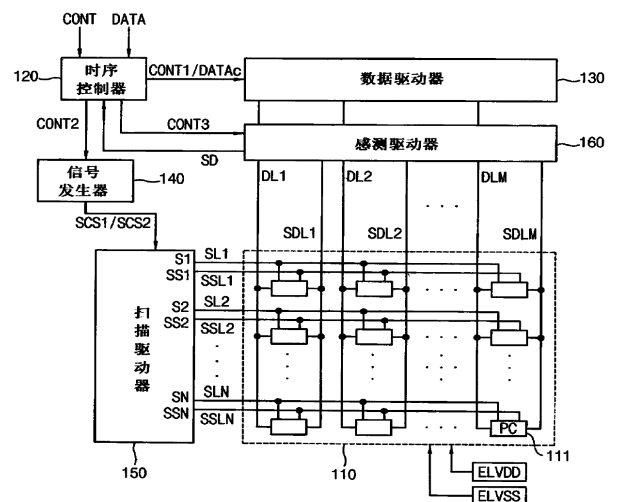 CONT DATA
120
时序
控制器
CONT1/DATAc
数据驱动器
130
CONT2
CONT3
SD
感测驱动器
160
信号
发生器
140
DL1
DL2
DLM
SCS1/SCS2
SDL1
SDL2
SDLM
S1
SL1
SS1
SSL1
S2
SL2
SS2
SSL2
扫描驱动器
SN
SLN
SSN
SSLN
PC
150
110
111
ELVDD
ELVSS